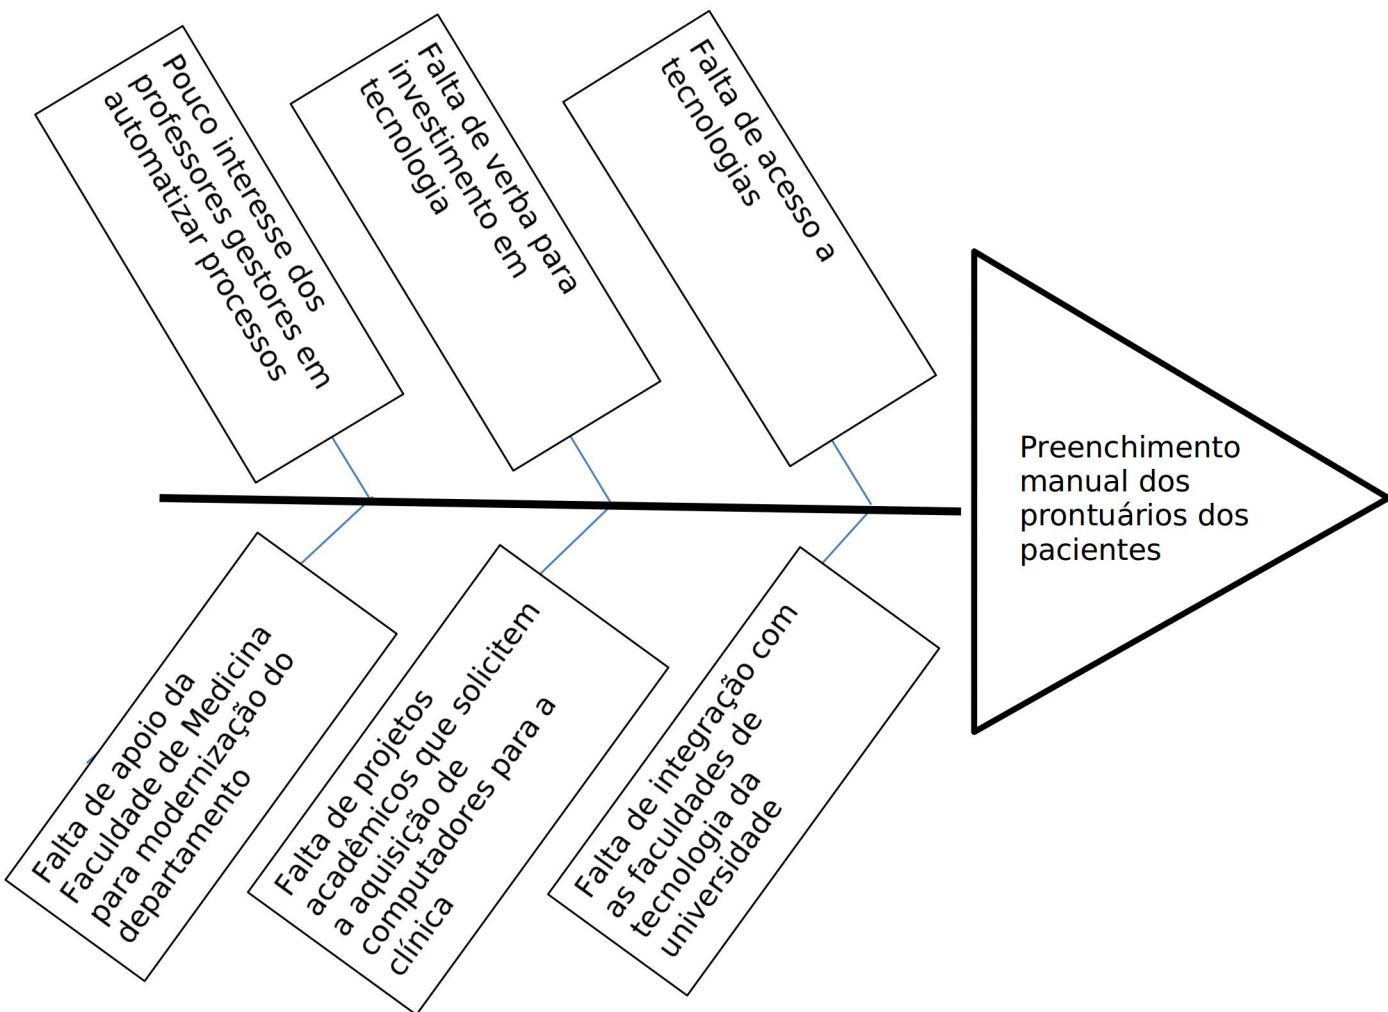 Pouco interesse dos
professores gestores em
automatizar processos
Falta de verba para
investimento em
tecnologia
Falta de acesso a
tecnologias
Preenchimento
manual dos
prontuários dos
pacientes
Falta de apoio da
Faculdade de Medicina
para modernização do
departamento
Falta de projetos
acadêmicos que solicitem
a aquisição de
computadores para a
clínica
Falta de integração com
as faculdades de
tecnologia da
universidade